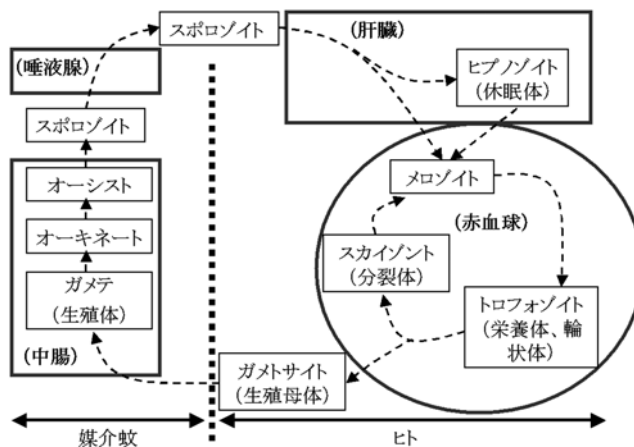 スポロゾイト
(肝臓)
(唾液腺)
ヒプノゾイト
(休眠体)
スポロゾイト
メロゾイト
オーシスト
(赤血球)
オーキネート
スカイゾント
(分裂体)
ガメテ
(生殖体)
トロフォゾイト
(栄養体、輪
状体)
(中腸)
ガメトサイト
(生殖母体)
媒介蚊
ヒト